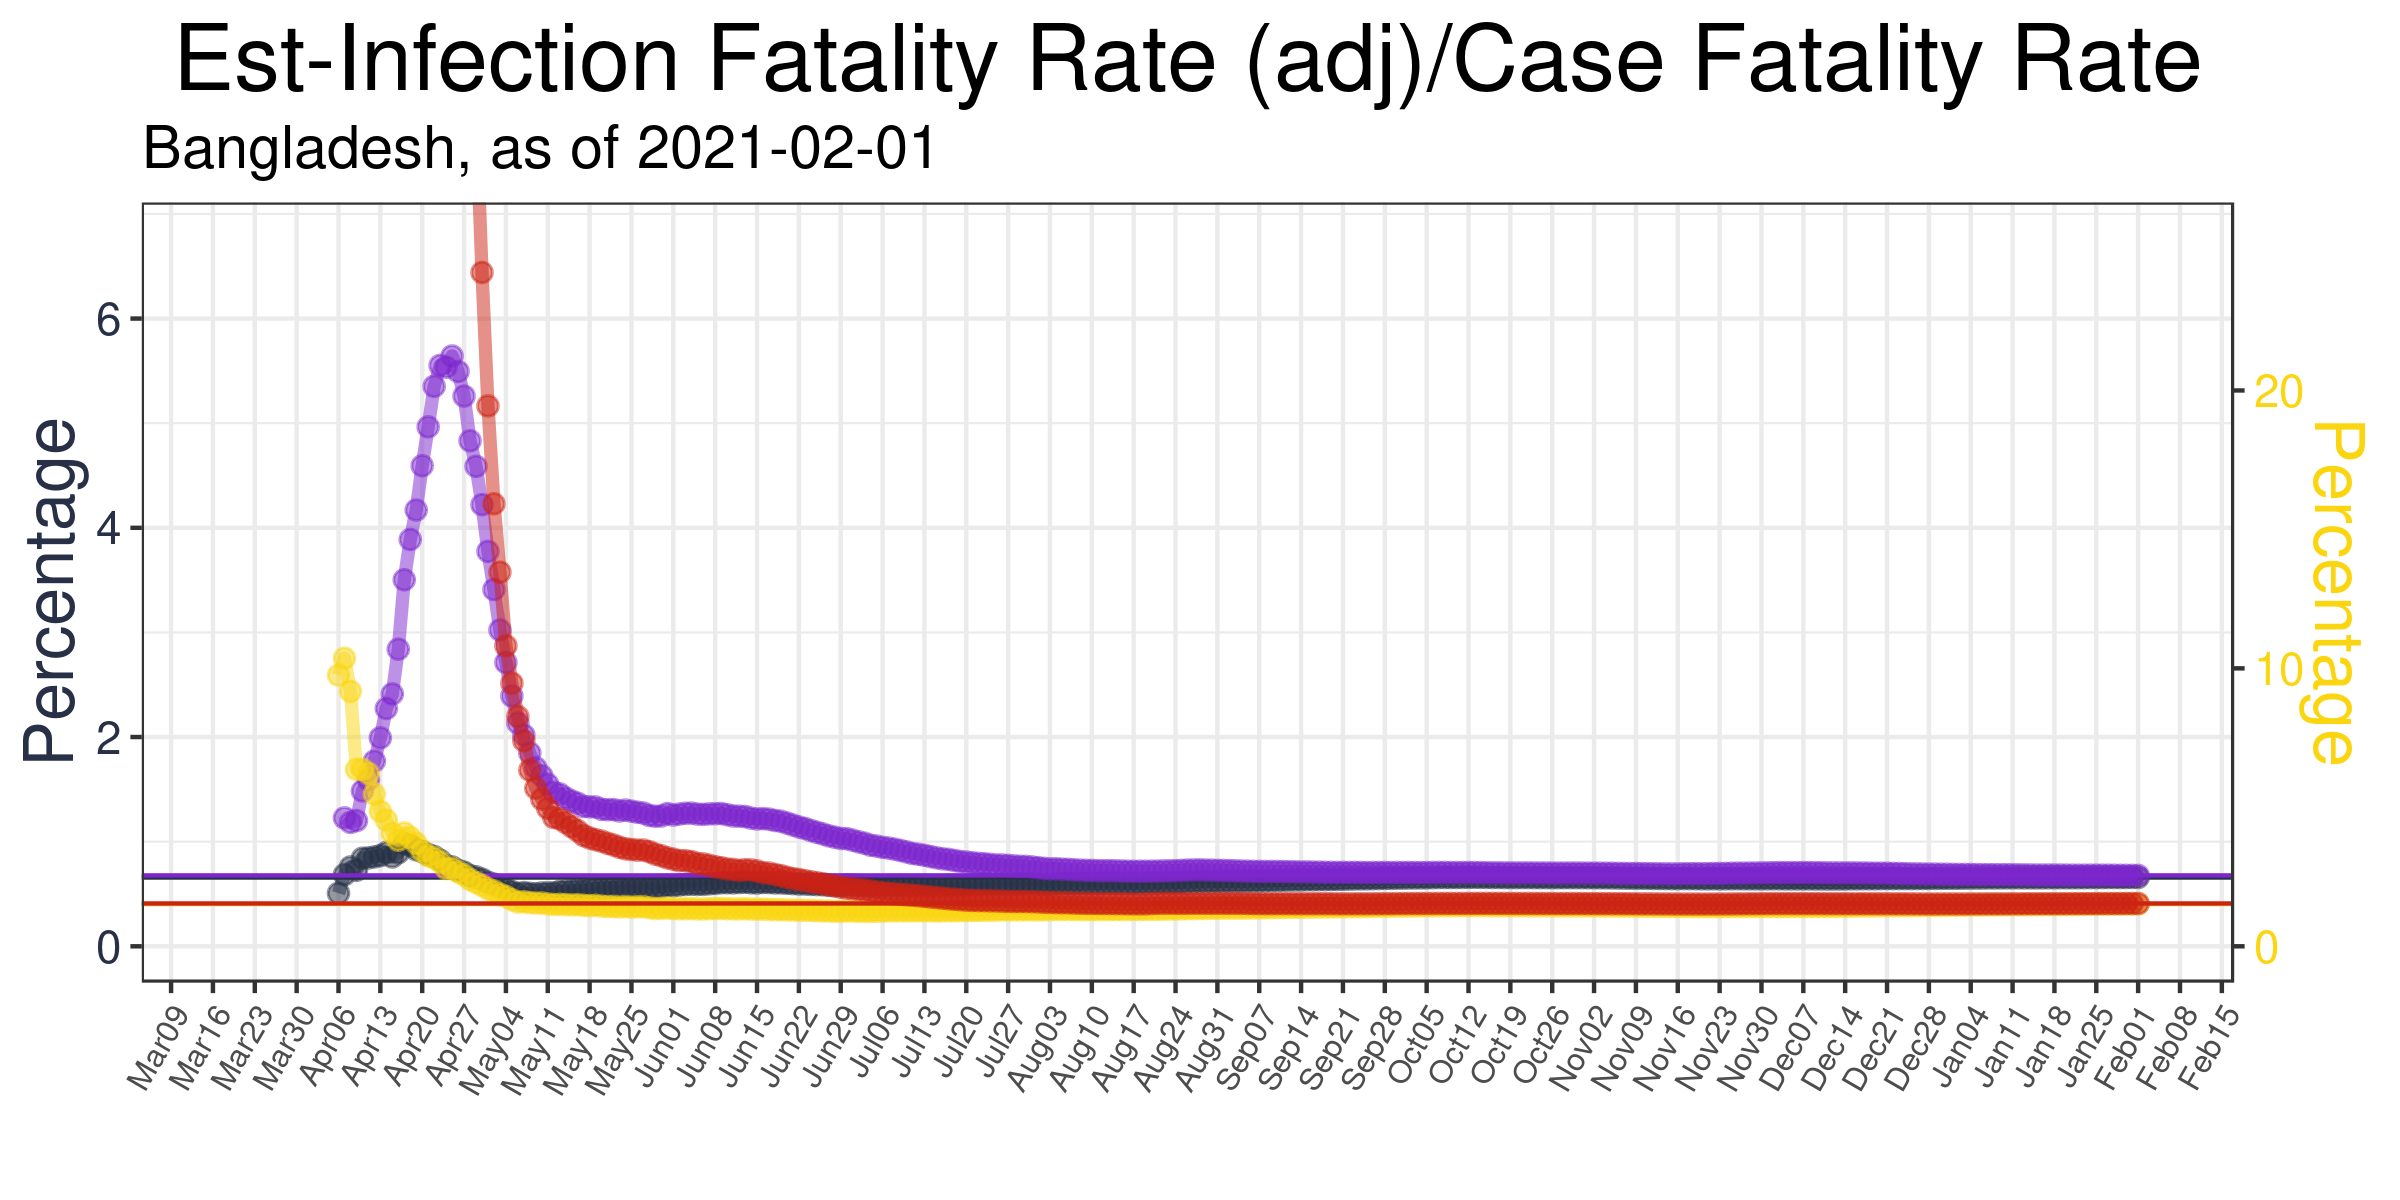 Est-Infection Fatality Rate (adj)/Case Fatality Rate
Bangladesh, as of 2021-02-01
Percentage
6
4
2
0
20
10
0
Percentage
Mar09
Mar16
Mar23
Mar30
Apr06
Apr13
Apr20
Apr27
May04
May11
May18
May25
Jun01
Jun08
Jun15
Jun22
Jun29
Jul06
Jul13
Jul20
Jul27
Aug03
Aug10
Aug17
Aug24
Aug31
Sep07
Sep14
Sep21
Sep28
Oct05
Oct12
Oct19
Oct26
Nov02
Nov09
Nov16
Nov23
Nov30
Dec07
Dec14
Dec21
Dec28
Jan04
Jan11
Jan18
Jan25
Feb01
Feb08
Feb15